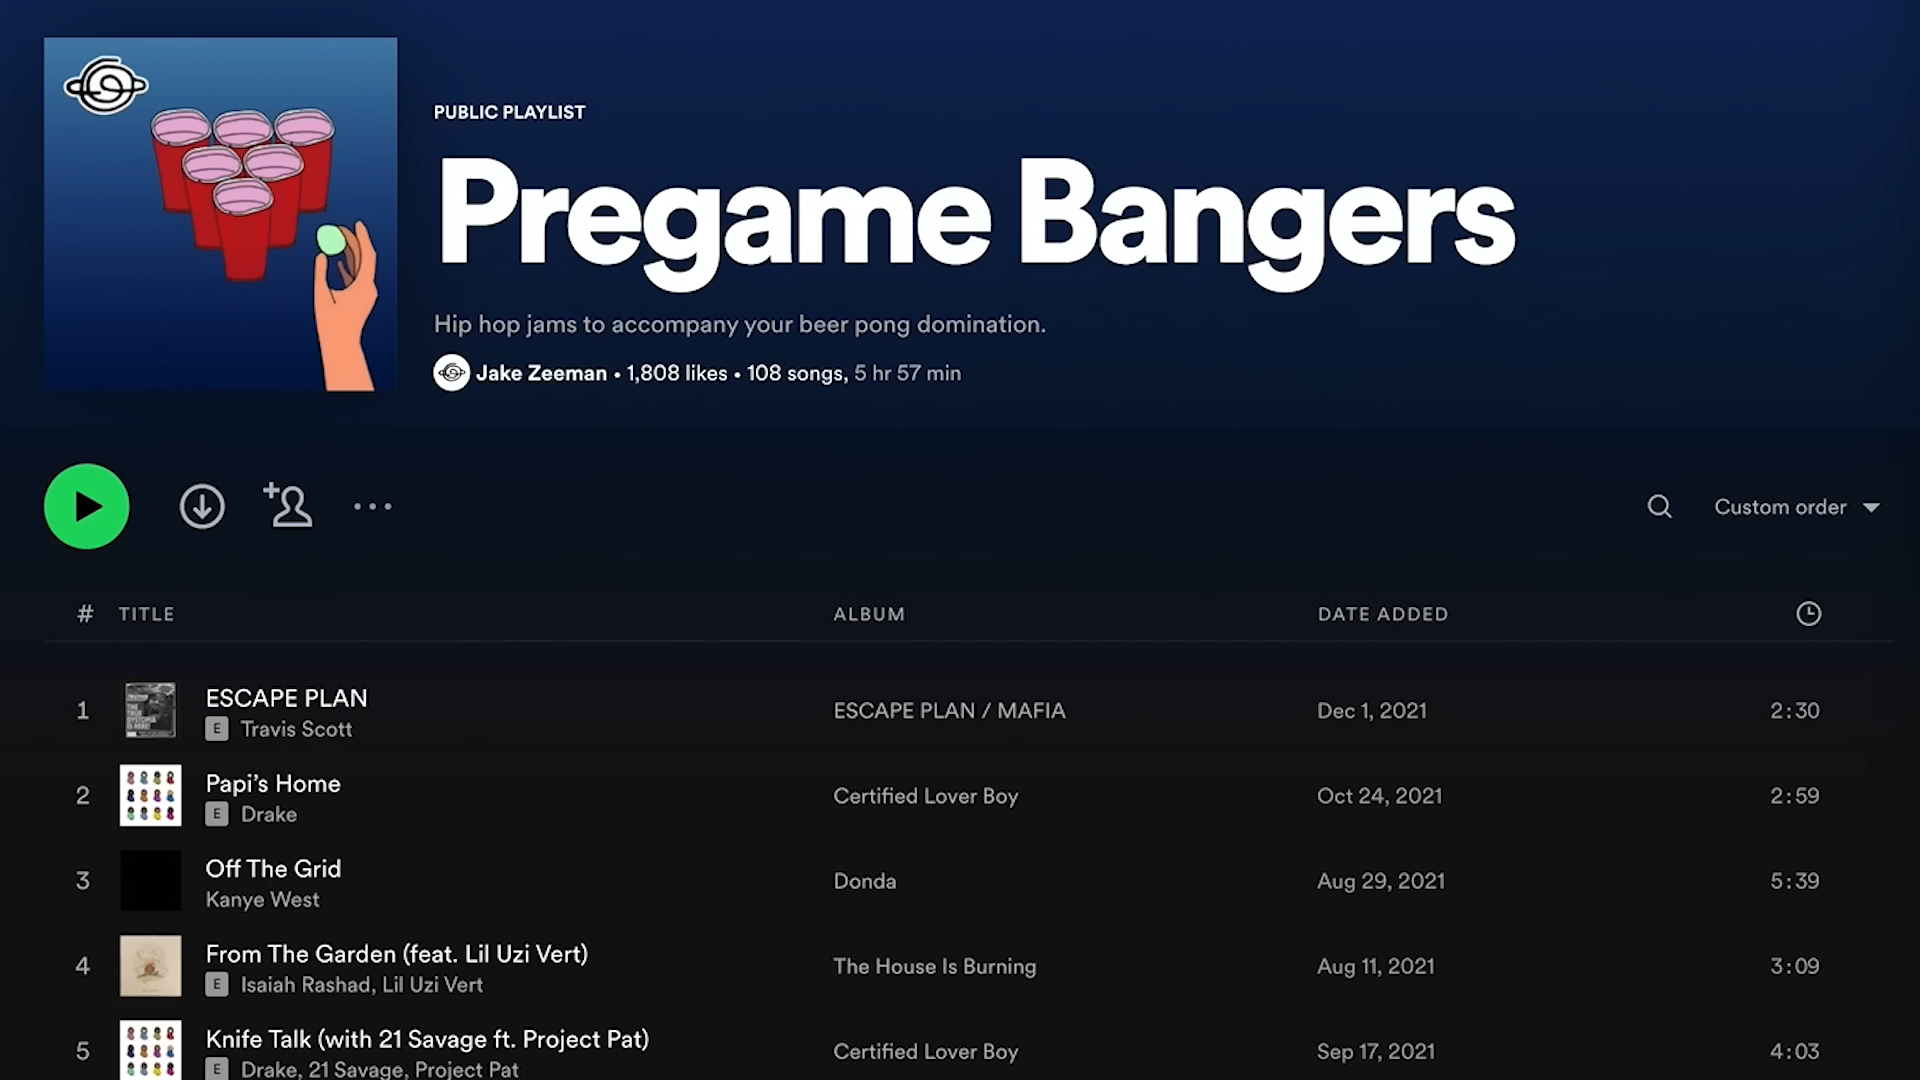 PUBLIC PLAYLIST
Pregame Bangers
Hip hop jams to accompany your beer pong domination.
Jake Zeeman • 1,808 likes • 108 songs, 5 hr 57 min
Custom order
# TITLE ALBUM DATE ADDED
1 ESCAPE PLAN ESCAPE PLAN / MAFIA Dec 1, 2021 2:30
E Travis Scott
2 Papi's Home Certified Lover Boy Oct 24, 2021 2:59
E Drake
3 Off The Grid Donda Aug 29, 2021 5:39
Kanye West
4 From The Garden (feat. Lil Uzi Vert) The House Is Burning Aug 11, 2021 3:09
E Isaiah Rashad, Lil Uzi Vert
5 Knife Talk (with 21 Savage ft. Project Pat) Certified Lover Boy Sep 17, 2021 4:03
E Drake, 21 Savage, Project Pat